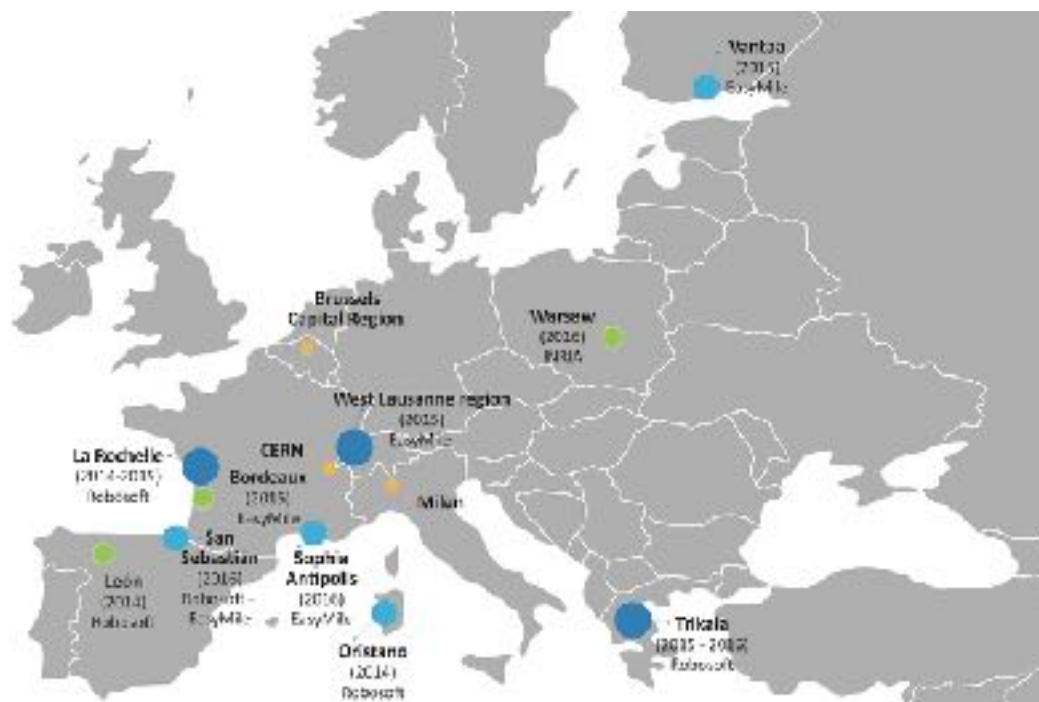 Vantaa
(2015)
EasyMile
Brussels
Capital Region
Warsaw
(2016)
INRIA
West Lausanne region
(2015)
EasyMile
CERN
La Rochelle
(2014-2015)
Robosoft
Bordeaux
(2015)
EasyMile
Milan
San
Sebastian
(2016)
Robosoft -
EasyMile
Sophia
Antipolis
(2016)
EasyMile
León
(2014)
Robosoft
Oristano
(2014)
Robosoft
Trikala
Robosoft